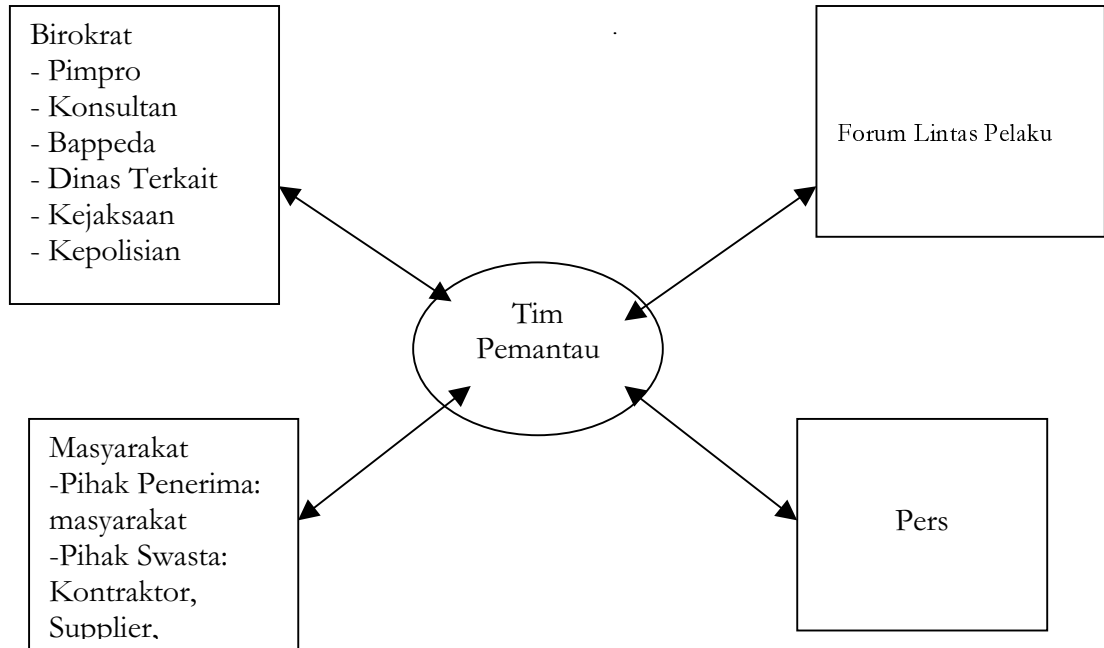 Birokrat
- Pimpro
- Konsultan
- Bappeda
- Dinas Terkait
- Kejaksaan
- Kepolisian
Forum Lintas Pelaku
Tim
Pemantau
Masyarakat
-Pihak Penerima:
masyarakat
-Pihak Swasta:
Kontraktor,
Supplier,
Pers